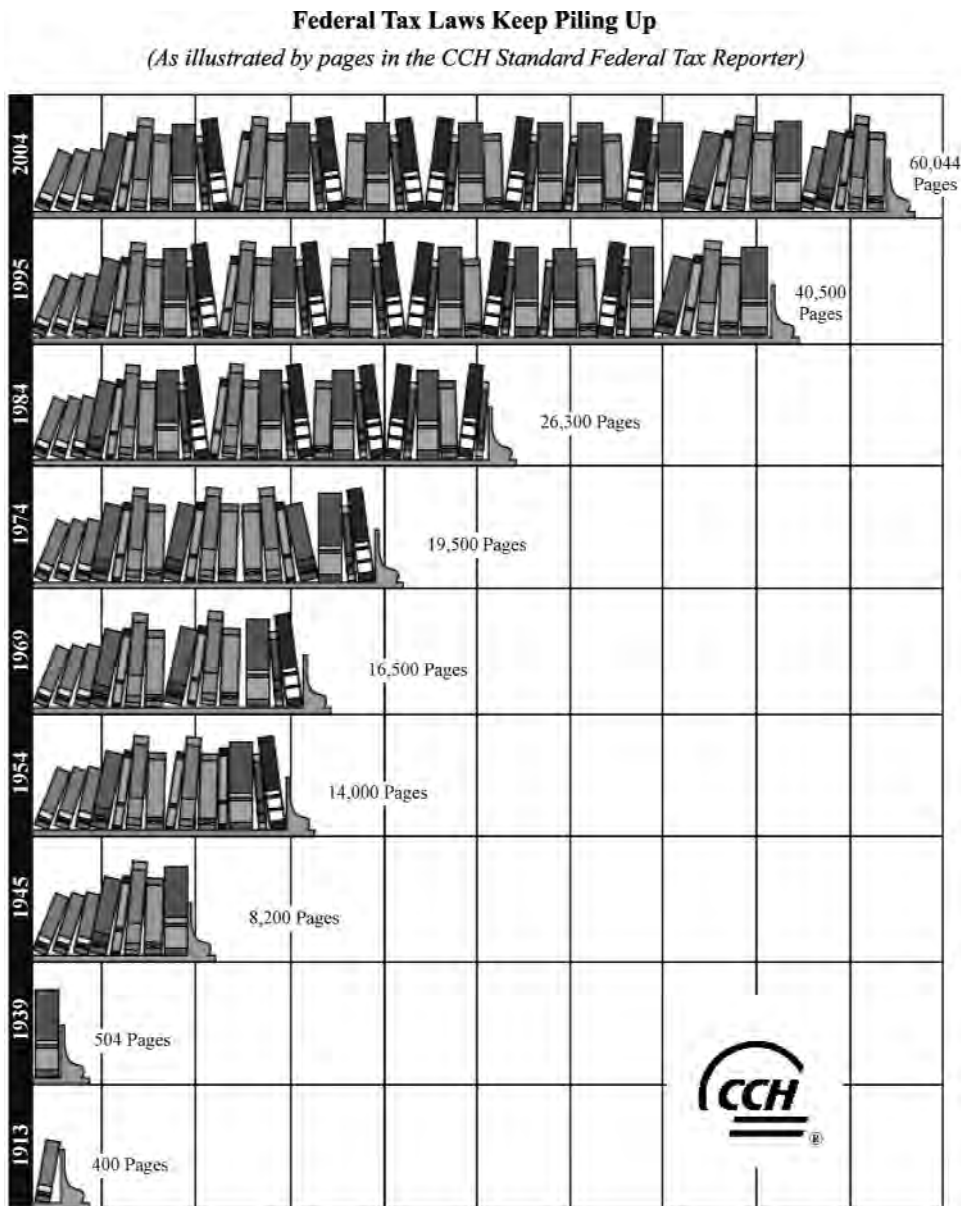 Federal Tax Laws Keep Piling Up
(As illustrated by pages in the CCH Standard Federal Tax Reporter)
2004
60,044
Pages
1995
40,500
Pages
1984
26,300 Pages
1974
19,500 Pages
1969
16,500 Pages
1954
14,000 Pages
1945
8,200 Pages
1939
504 Pages
CCH
®
1913
400 Pages